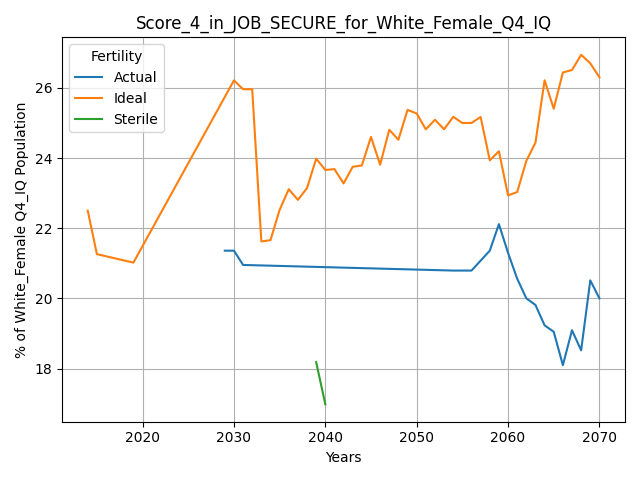 Score_4_in_JOB_SECURE_for_White_Female_Q4_IQ
Fertility
Actual
Ideal
Sterile
% of White_Female Q4_IQ Population
26
24
22
20
18
2020 2030 2040 2050 2060 2070
Years